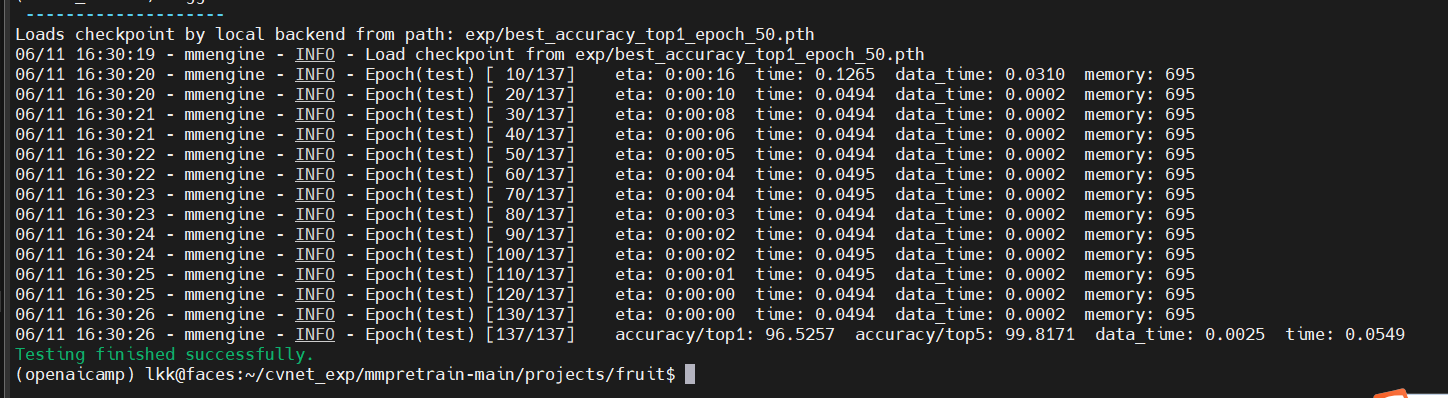 --------------------
Loads checkpoint by local backend from path: exp/best_accuracy_top1_epoch_50.pth
06/11 16:30:19 - mmengine - INFO - Load checkpoint from exp/best_accuracy_top1_epoch_50.pth
06/11 16:30:20 - mmengine - INFO - Epoch(test) [ 10/137]    eta: 0:00:16  time: 0.1265  data_time: 0.0310  memory: 695
06/11 16:30:20 - mmengine - INFO - Epoch(test) [ 20/137]    eta: 0:00:10  time: 0.0494  data_time: 0.0002  memory: 695
06/11 16:30:21 - mmengine - INFO - Epoch(test) [ 30/137]    eta: 0:00:08  time: 0.0494  data_time: 0.0002  memory: 695
06/11 16:30:21 - mmengine - INFO - Epoch(test) [ 40/137]    eta: 0:00:06  time: 0.0494  data_time: 0.0002  memory: 695
06/11 16:30:22 - mmengine - INFO - Epoch(test) [ 50/137]    eta: 0:00:05  time: 0.0494  data_time: 0.0002  memory: 695
06/11 16:30:22 - mmengine - INFO - Epoch(test) [ 60/137]    eta: 0:00:04  time: 0.0495  data_time: 0.0002  memory: 695
06/11 16:30:23 - mmengine - INFO - Epoch(test) [ 70/137]    eta: 0:00:04  time: 0.0495  data_time: 0.0002  memory: 695
06/11 16:30:23 - mmengine - INFO - Epoch(test) [ 80/137]    eta: 0:00:03  time: 0.0494  data_time: 0.0002  memory: 695
06/11 16:30:24 - mmengine - INFO - Epoch(test) [ 90/137]    eta: 0:00:02  time: 0.0494  data_time: 0.0002  memory: 695
06/11 16:30:24 - mmengine - INFO - Epoch(test) [100/137]    eta: 0:00:02  time: 0.0495  data_time: 0.0002  memory: 695
06/11 16:30:25 - mmengine - INFO - Epoch(test) [110/137]    eta: 0:00:01  time: 0.0495  data_time: 0.0002  memory: 695
06/11 16:30:25 - mmengine - INFO - Epoch(test) [120/137]    eta: 0:00:00  time: 0.0494  data_time: 0.0002  memory: 695
06/11 16:30:26 - mmengine - INFO - Epoch(test) [130/137]    eta: 0:00:00  time: 0.0494  data_time: 0.0002  memory: 695
06/11 16:30:26 - mmengine - INFO - Epoch(test) [137/137]    accuracy/top1: 96.5257  accuracy/top5: 99.8171  data_time: 0.0025  time: 0.0549
Testing finished successfully.
(openaicamp) lkk@faces:~/cvnet_exp/mmpretrain-main/projects/fruit$